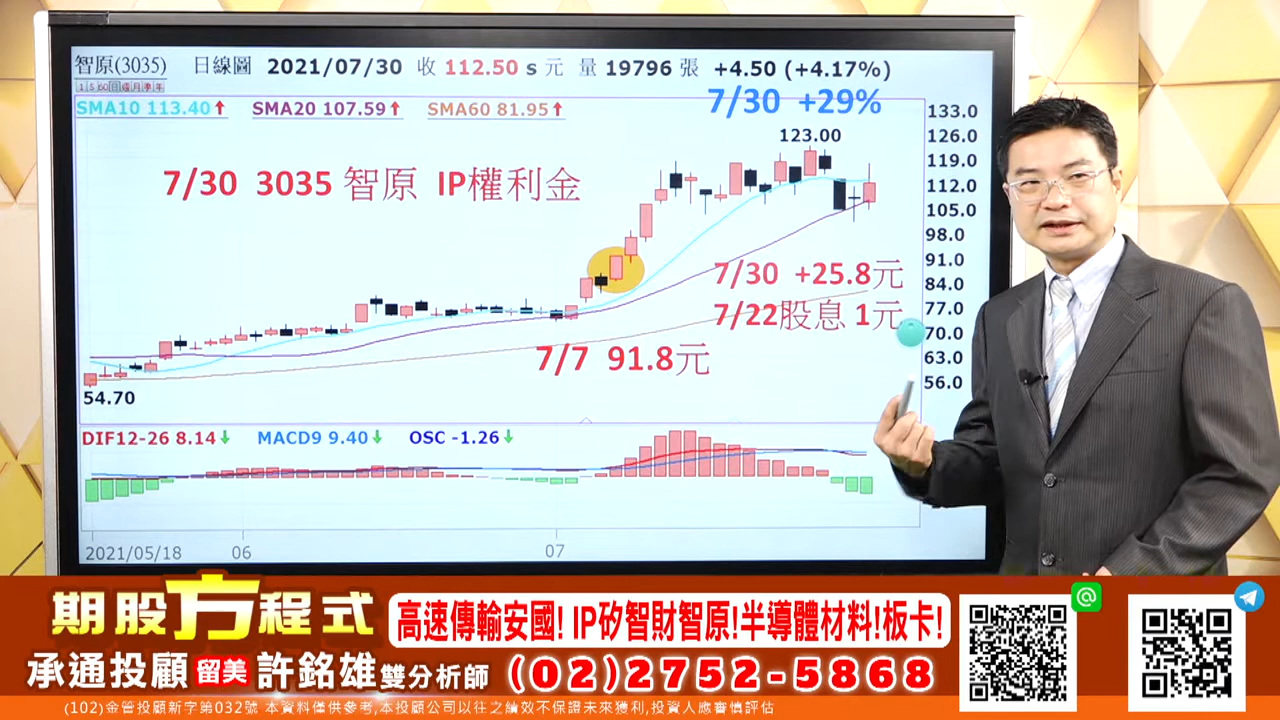 智原(3035) 日線圖 2021/07/30 收 112.50 s 元 量 19796 張 +4.50 (+4.17%)
1 5 60 日 週 月 季 年
SMA10 113.40↑ SMA20 107.59↑ SMA60 81.95↑
7/30 +29%
123.00
7/30 3035 智原 IP權利金
133.0
126.0
119.0
112.0
105.0
98.0
91.0
84.0
77.0
70.0
63.0
56.0
7/30 +25.8元
7/22股息 1元
7/7 91.8元
54.70
DIF12-26 8.14↓ MACD9 9.40↓ OSC -1.26↓
2021/05/18 06 07
期股方程式
高速傳輸安國! IP矽智財智原!半導體材料!板卡!
承通投顧 留美 許銘雄 雙分析師 (02)2752-5868
(102)金管投顧新字第032號 本資料僅供參考,本投顧公司以往之績效不保證未來獲利,投資人應審慎評估